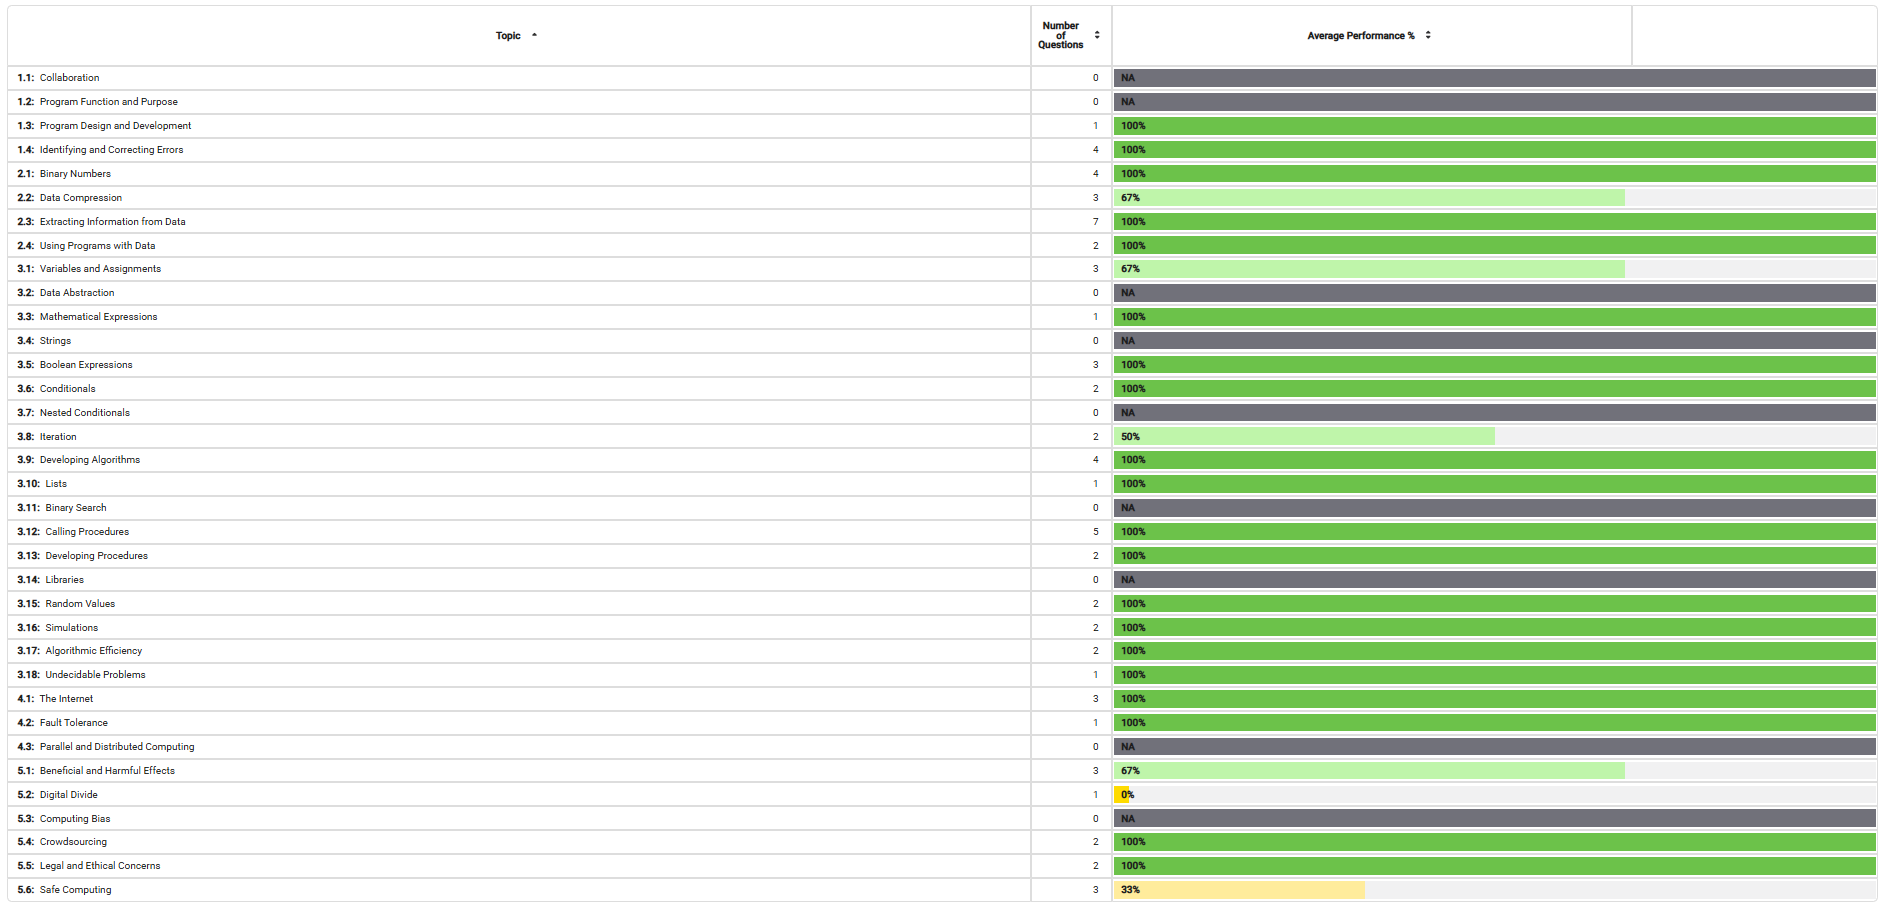 Topic
Number
of
Questions
Average Performance %
1.1: Collaboration 0 NA
1.2: Program Function and Purpose 0 NA
1.3: Program Design and Development 1 100%
1.4: Identifying and Correcting Errors 4 100%
2.1: Binary Numbers 4 100%
2.2: Data Compression 3 67%
2.3: Extracting Information from Data 7 100%
2.4: Using Programs with Data 2 100%
3.1: Variables and Assignments 3 67%
3.2: Data Abstraction 0 NA
3.3: Mathematical Expressions 1 100%
3.4: Strings 0 NA
3.5: Boolean Expressions 3 100%
3.6: Conditionals 2 100%
3.7: Nested Conditionals 0 NA
3.8: Iteration 2 50%
3.9: Developing Algorithms 4 100%
3.10: Lists 1 100%
3.11: Binary Search 0 NA
3.12: Calling Procedures 5 100%
3.13: Developing Procedures 2 100%
3.14: Libraries 0 NA
3.15: Random Values 2 100%
3.16: Simulations 2 100%
3.17: Algorithmic Efficiency 2 100%
3.18: Undecidable Problems 1 100%
4.1: The Internet 3 100%
4.2: Fault Tolerance 1 100%
4.3: Parallel and Distributed Computing 0 NA
5.1: Beneficial and Harmful Effects 3 67%
5.2: Digital Divide 1 0%
5.3: Computing Bias 0 NA
5.4: Crowdsourcing 2 100%
5.5: Legal and Ethical Concerns 2 100%
5.6: Safe Computing 3 33%